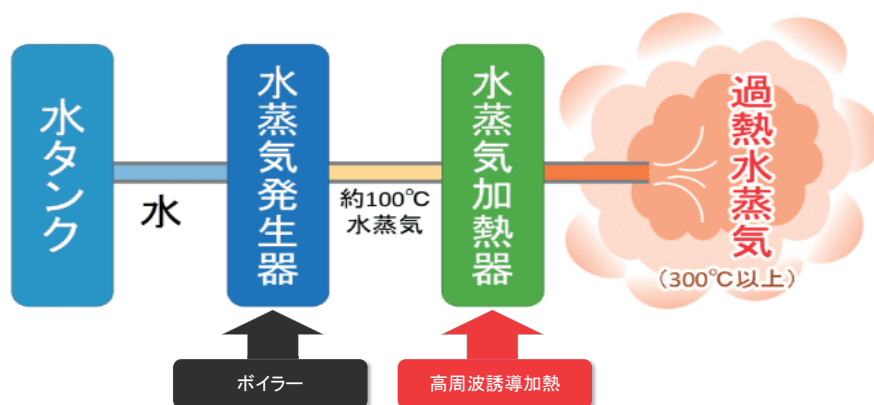 水タンク
水
水蒸気発生器
約100℃
水蒸気
水蒸気加熱器
過熱水蒸気
（300℃以上）
ボイラー
高周波誘導加熱